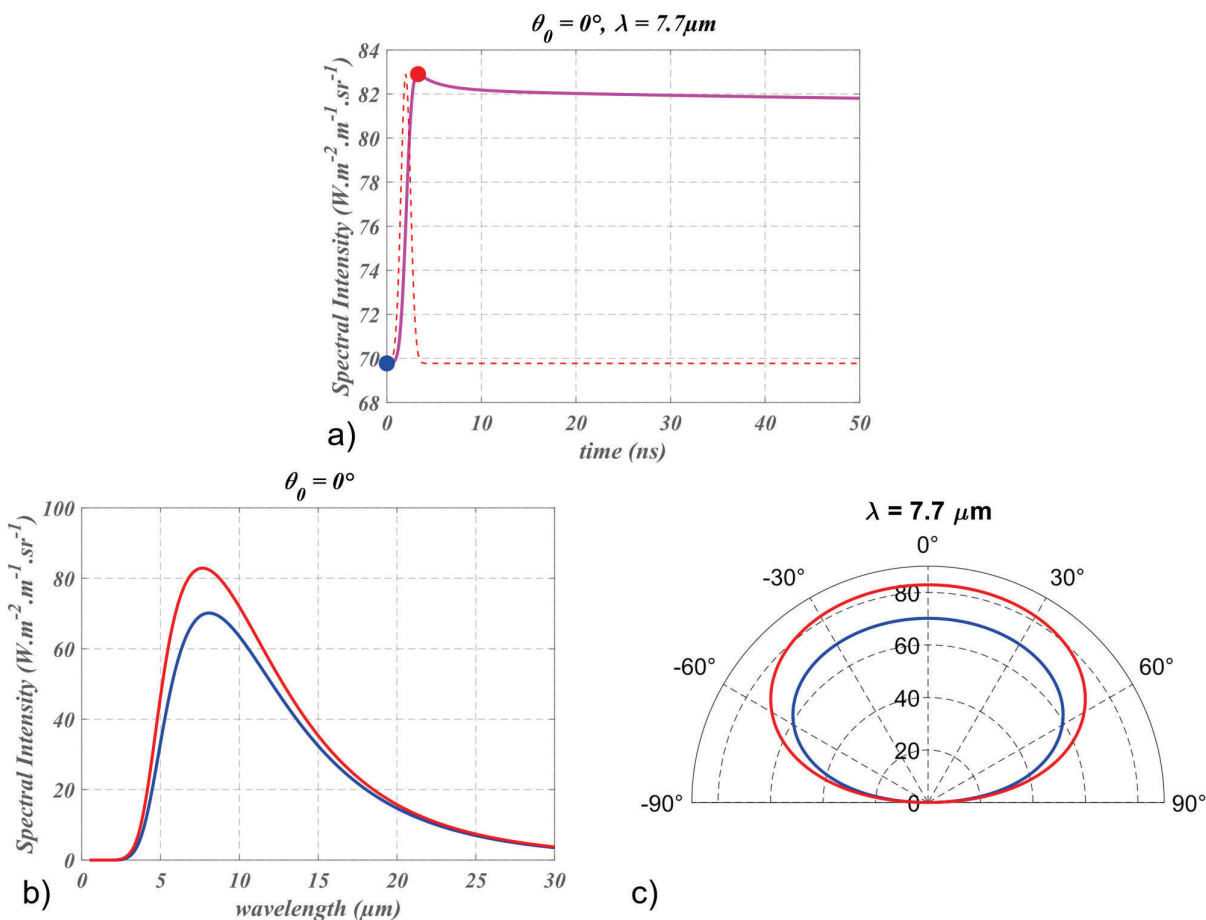 θ₀ = 0°, λ = 7.7μm
84
82
80
78
76
74
72
70
68
Spectral Intensity (W.m⁻².m⁻¹.sr⁻¹)
0 10 20 30 40 50
time (ns)
a)
θ₀ = 0°
100
80
60
40
20
0
Spectral Intensity (W.m⁻².m⁻¹.sr⁻¹)
0 5 10 15 20 25 30
wavelength (μm)
b)
λ = 7.7 μm
0°
-30° 30°
-60° 60°
-90° 90°
80
60
40
20
0
c)